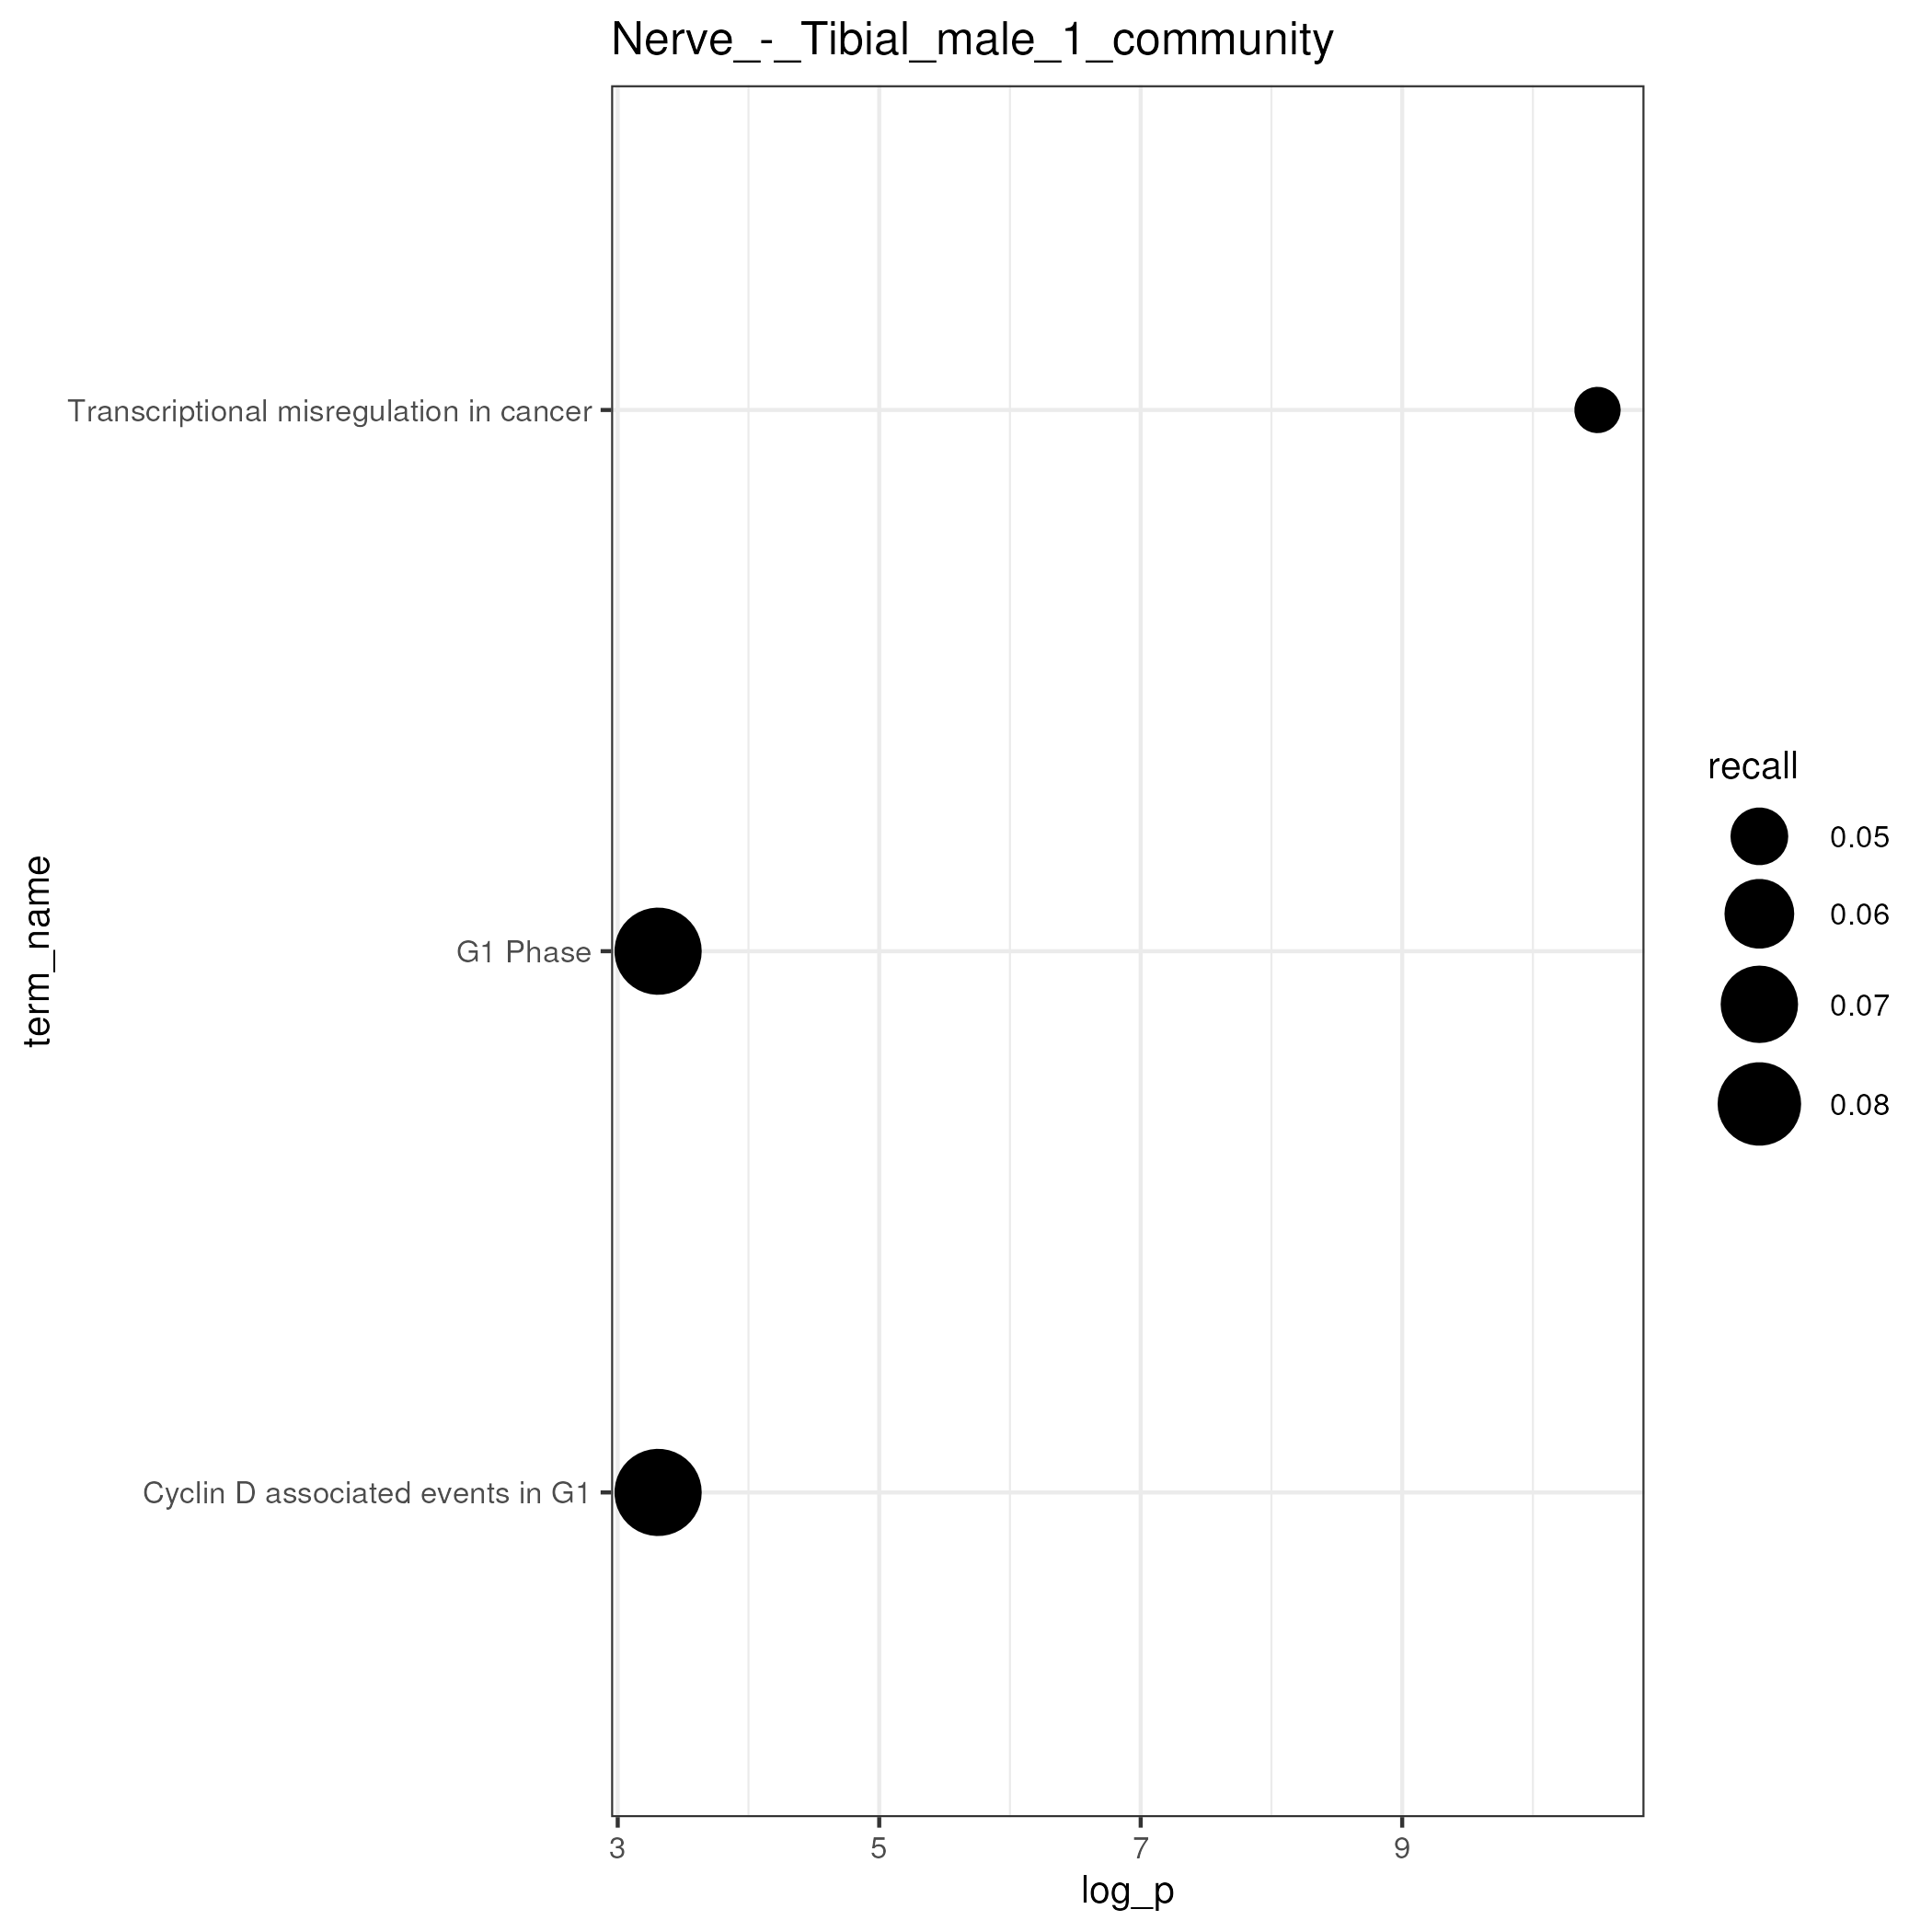 Nerve_-_Tibial_male_1_community
term_name
Transcriptional misregulation in cancer
G1 Phase
Cyclin D associated events in G1
3 5 7 9
log_p
recall
0.05
0.06
0.07
0.08